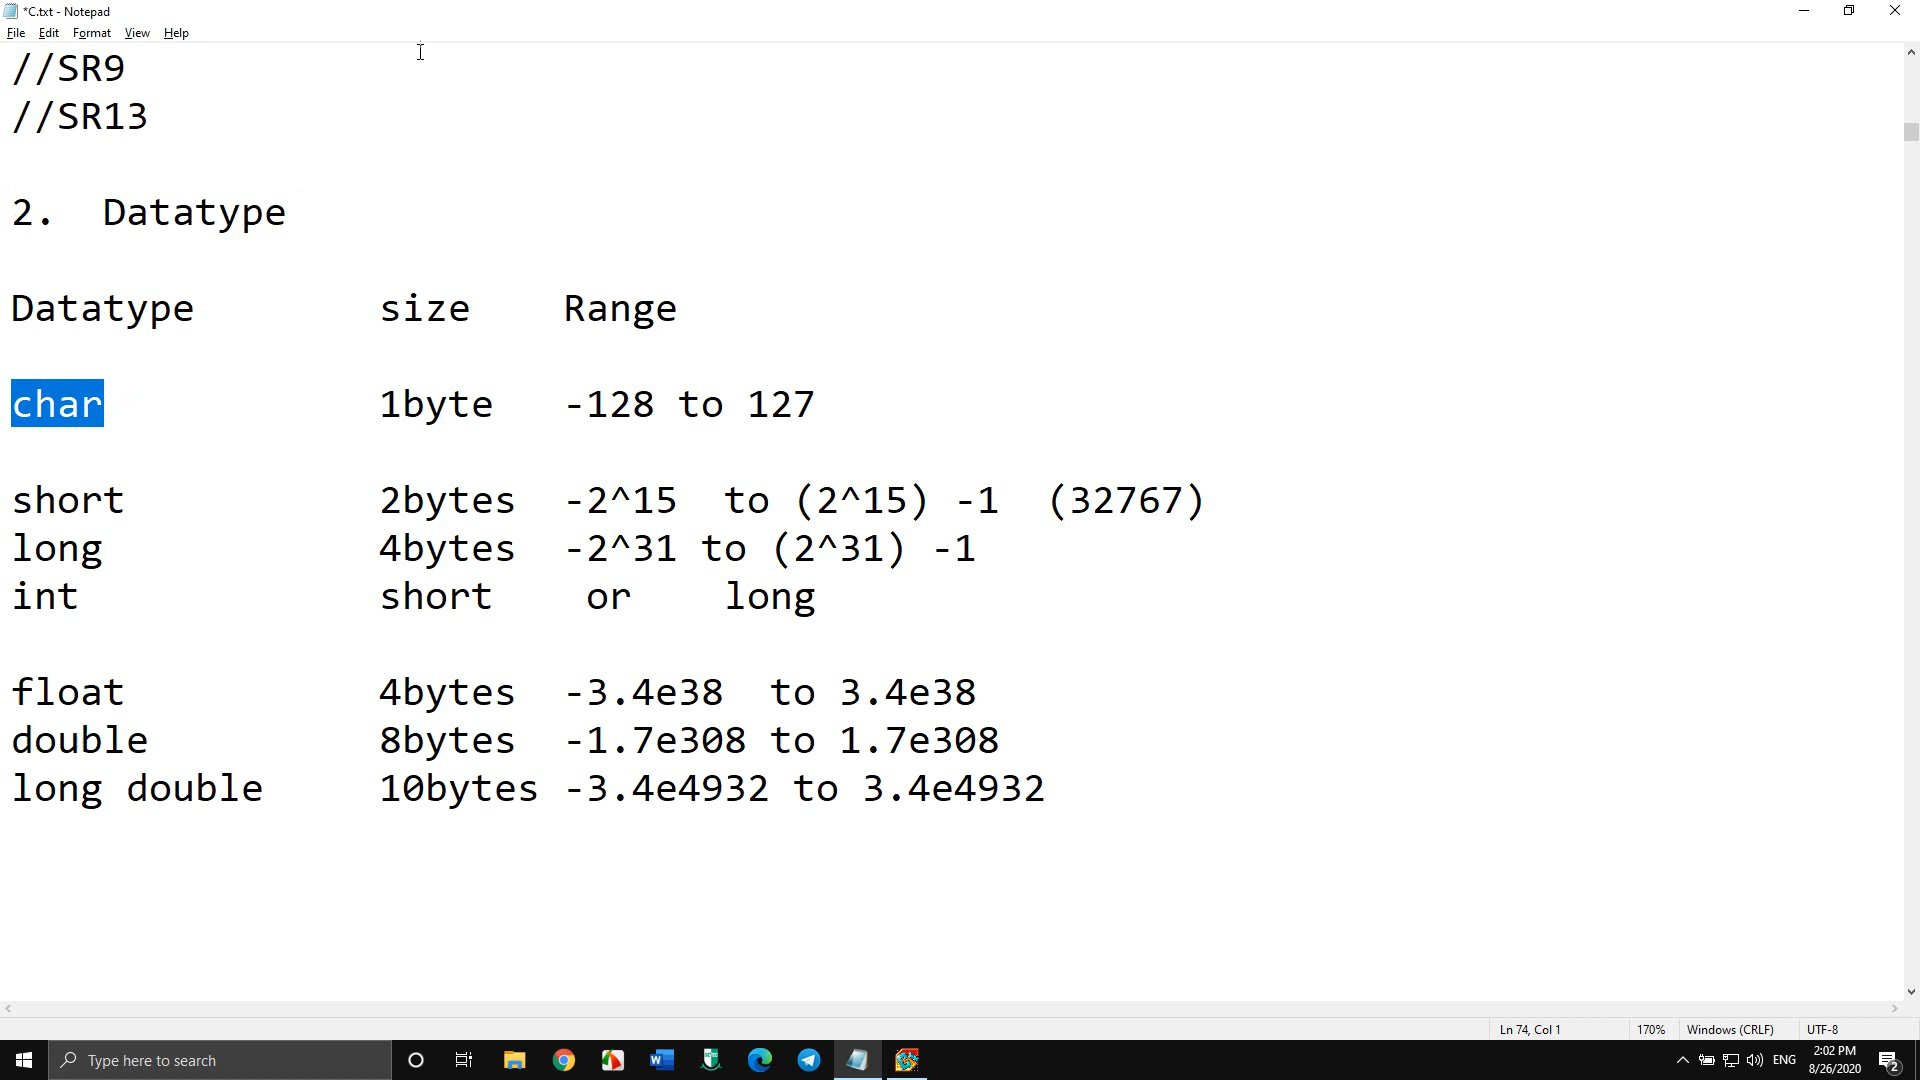 *C.txt - Notepad
File Edit Format View Help
//SR9
//SR13
2. Datatype
Datatype size Range
char 1byte -128 to 127
short 2bytes -2^15 to (2^15) -1 (32767)
long 4bytes -2^31 to (2^31) -1
int short or long
float 4bytes -3.4e38 to 3.4e38
double 8bytes -1.7e308 to 1.7e308
long double 10bytes -3.4e4932 to 3.4e4932
Ln 74, Col 1 170% Windows (CRLF) UTF-8
Type here to search
ENG
2:02 PM
8/26/2020
2